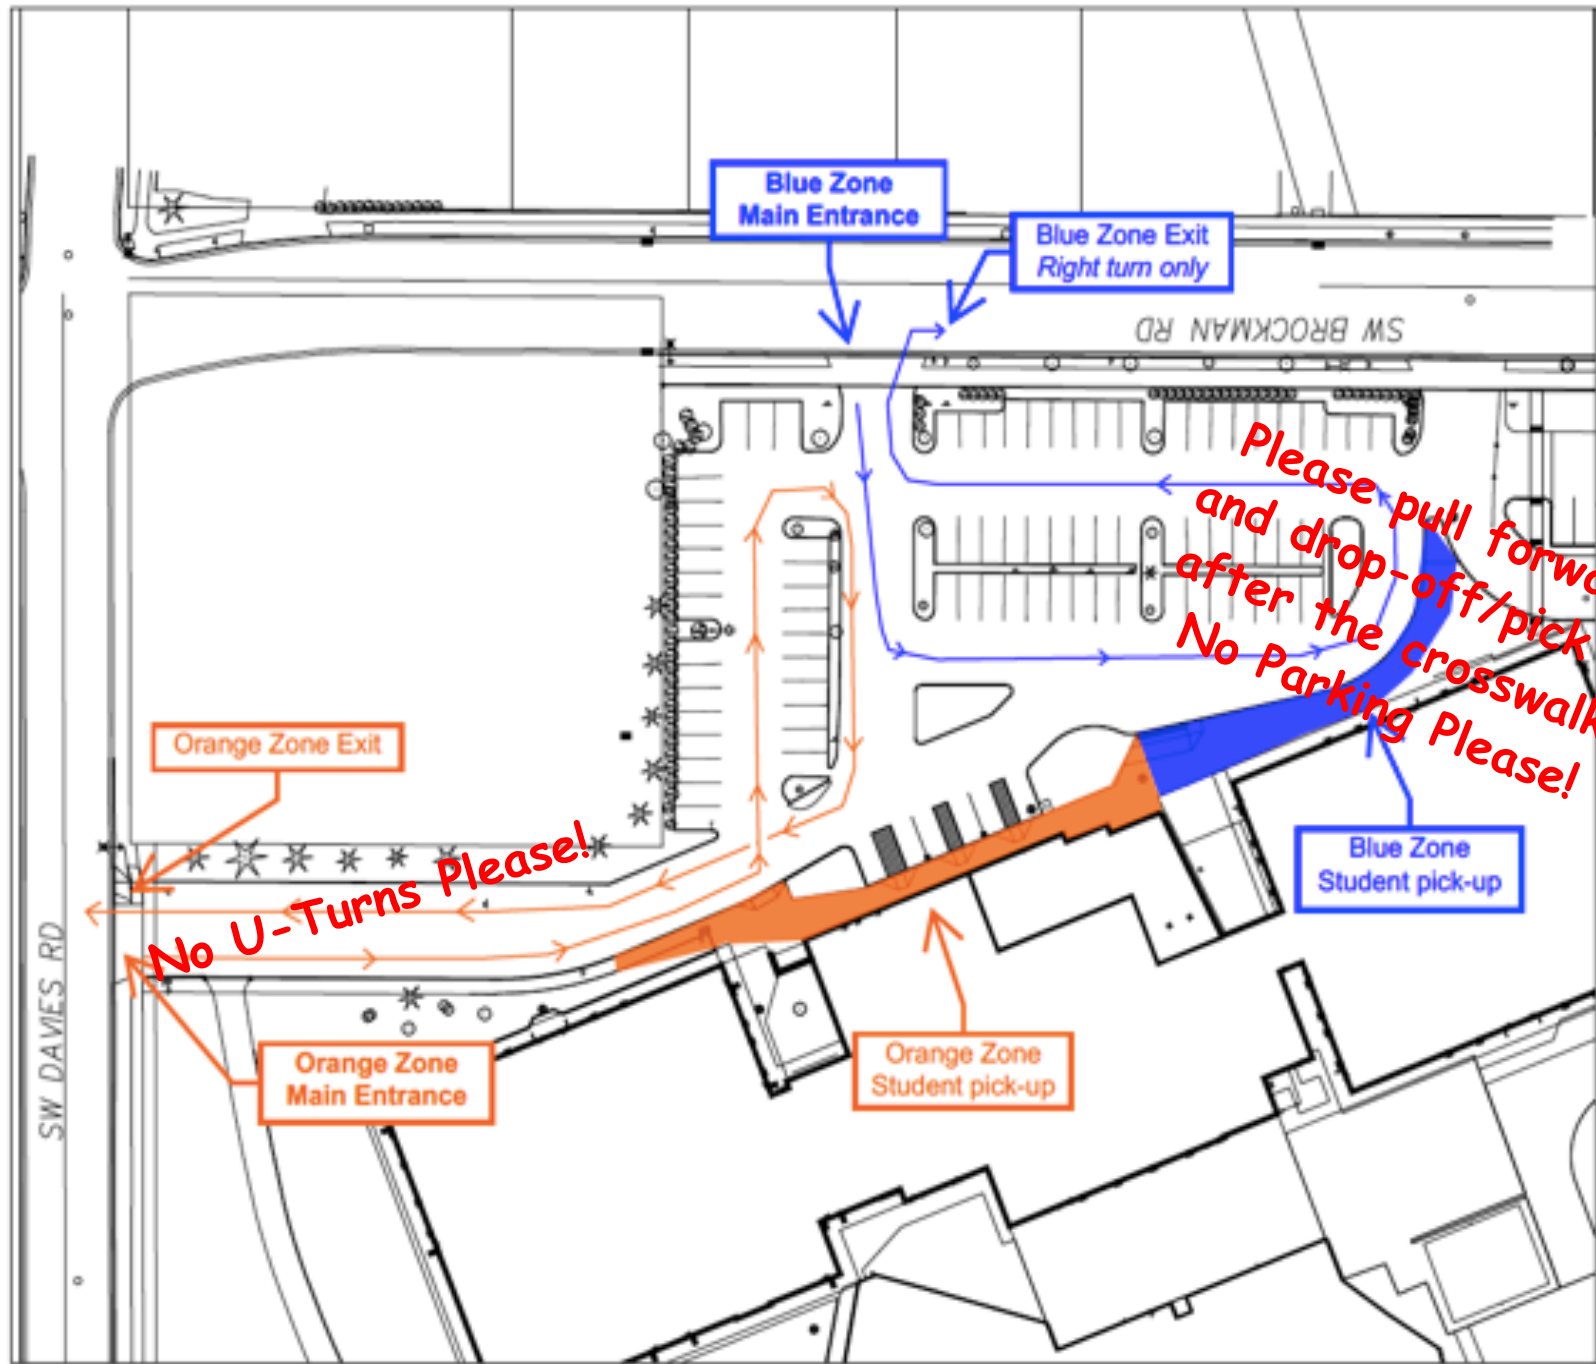 Blue Zone
Main Entrance
Blue Zone Exit
Right turn only
SW BROCKMAN RD
Please pull
and drop-off/pick
after the crosswalk
No Parking Please!
Orange Zone Exit
No U-Turns Please!
Blue Zone
Student pick-up
SW DAVIES RD
Orange Zone
Main Entrance
Orange Zone
Student pick-up